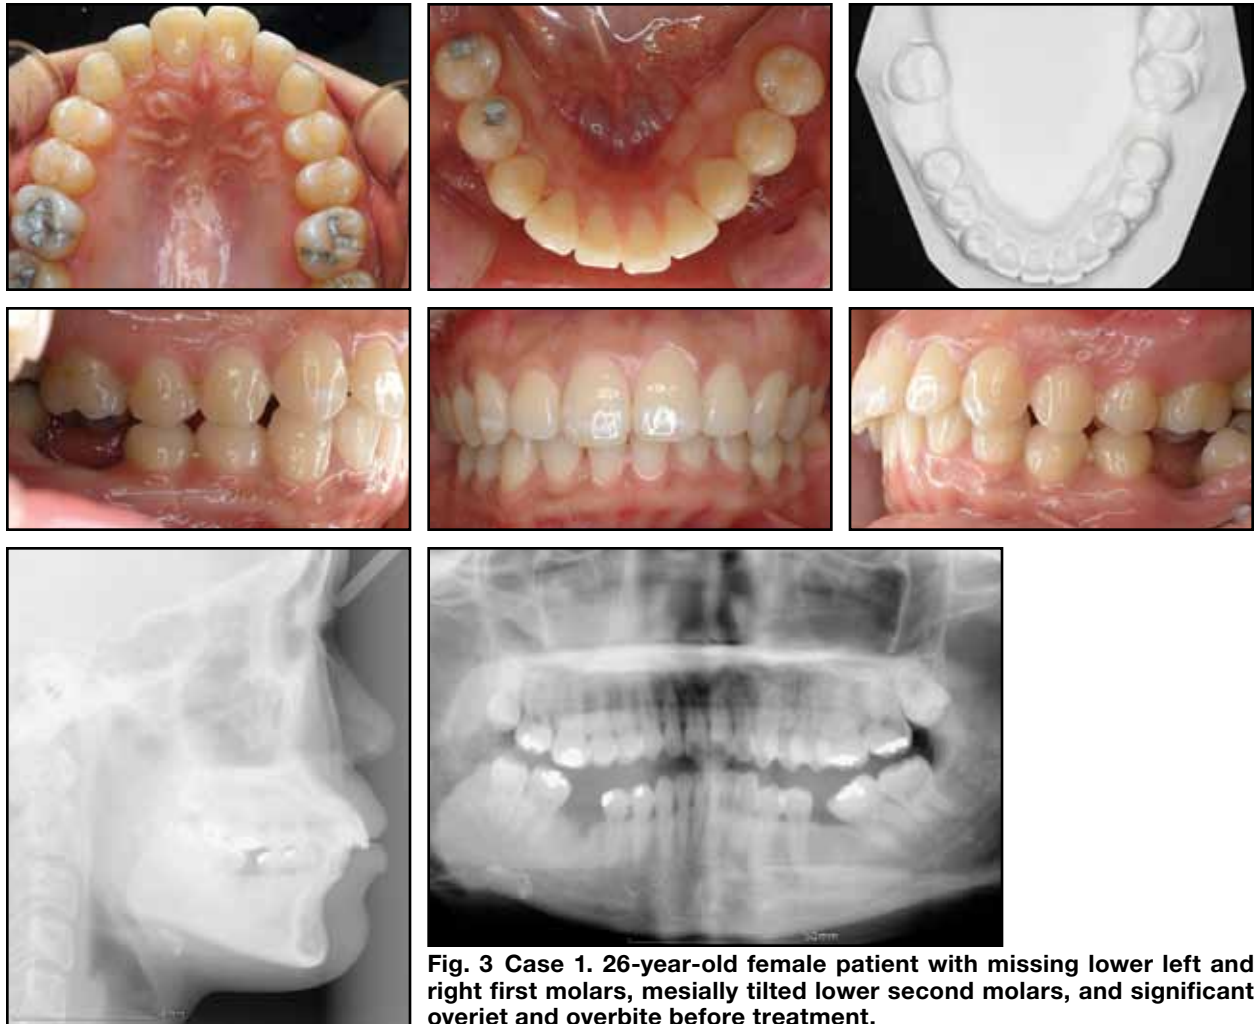 Fig. 3 Case 1. 26-year-old female patient with missing lower left and
right first molars, mesially tilted lower second molars, and significant
overjet and overbite before treatment.